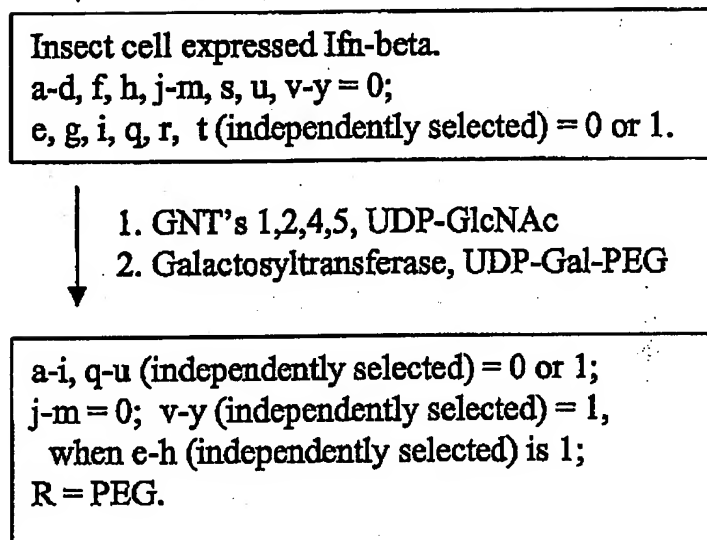 Insect cell expressed Ifn-beta.
a-d, f, h, j-m, s, u, v-y = 0;
e, g, i, q, r, t (independently selected) = 0 or 1.
1. GNT's 1,2,4,5, UDP-GlcNAc
2. Galactosyltransferase, UDP-Gal-PEG
a-i, q-u (independently selected) = 0 or 1;
j-m = 0; v-y (independently selected) = 1,
when e-h (independently selected) is 1;
R = PEG.